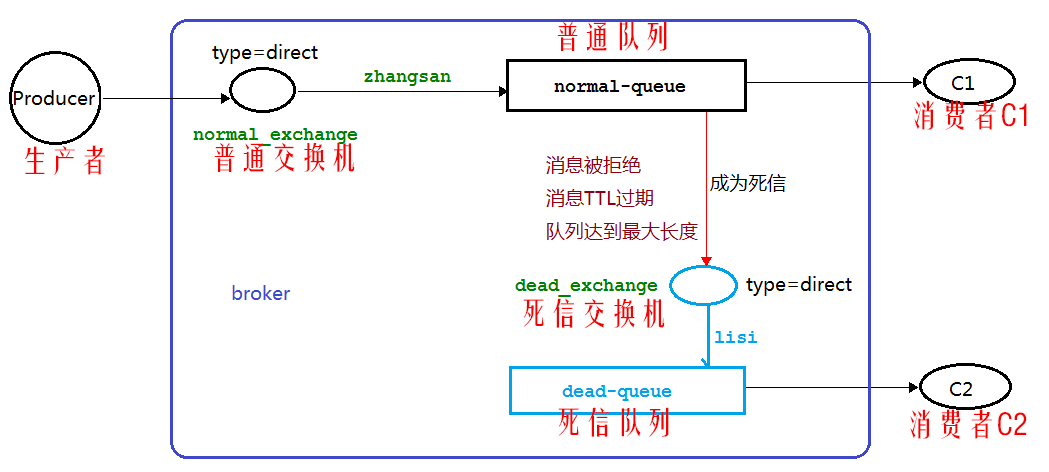 普通队列
type=direct
zhangsan
Producer
normal-queue
C1
normal_exchange
消费者C1
生产者
普通交换机
消息被拒绝
成为死信
消息TTL过期
队列达到最大长度
broker
dead_exchange
type=direct
死信交换机
lisi
dead-queue
C2
死信队列
消费者C2